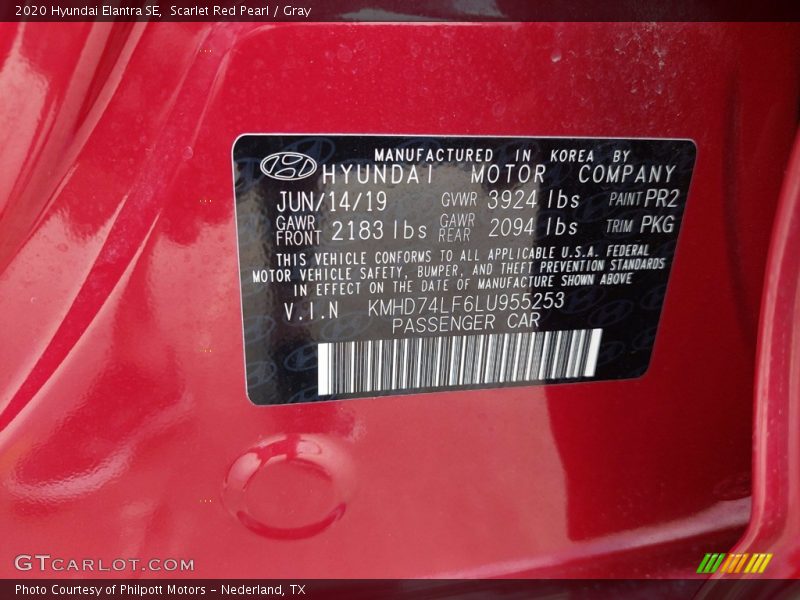 2020 Hyundai Elantra SE,  Scarlet Red Pearl / Gray
MANUFACTURED IN KOREA BY
HYUNDAI MOTOR COMPANY
JUN/14/19 GVWR 3924 lbs PAINT PR2
GAWR FRONT 2183 lbs GAWR REAR 2094 lbs TRIM PKG
THIS VEHICLE CONFORMS TO ALL APPLICABLE U.S.A. FEDERAL
MOTOR VEHICLE SAFETY, BUMPER, AND THEFT PREVENTION STANDARDS
IN EFFECT ON THE DATE OF MANUFACTURE SHOWN ABOVE
V.I.N KMHD74LF6LU955253
PASSENGER CAR
GTCARLOT.COM
Photo Courtesy of Philpott Motors – Nederland, TX